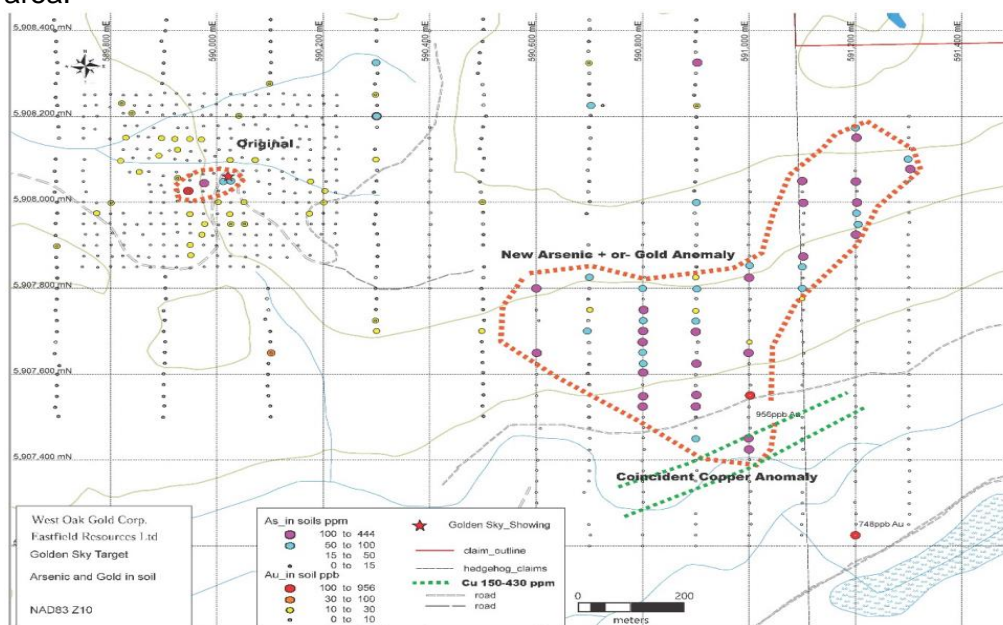 area.
5,908,400 mN
589,800 mE
590,000 mE
590,200 mE
590,400 mE
590,600 mE
590,800 mE
591,000 mE
591,200 mE
591,400 mE
5,908,200 mN
Original
5,908,000 mN
New Arsenic + or- Gold Anomaly
5,907,800 mN
5,907,600 mN
956ppb Au
5,907,400 mN
Coincident Copper Anomaly
748ppb Au
West Oak Gold Corp.
Eastfield Resources Ltd
Golden Sky Target
Arsenic and Gold in soil
NAD83 Z10
As_in soils ppm
100 to 444
50 to 100
15 to 50
0 to 15
Au_in soil ppb
100 to 956
30 to 100
10 to 30
0 to 10
Golden Sky_Showing
claim_outline
hedgehog_claims
Cu 150-430 ppm
road
road
0 200
meters